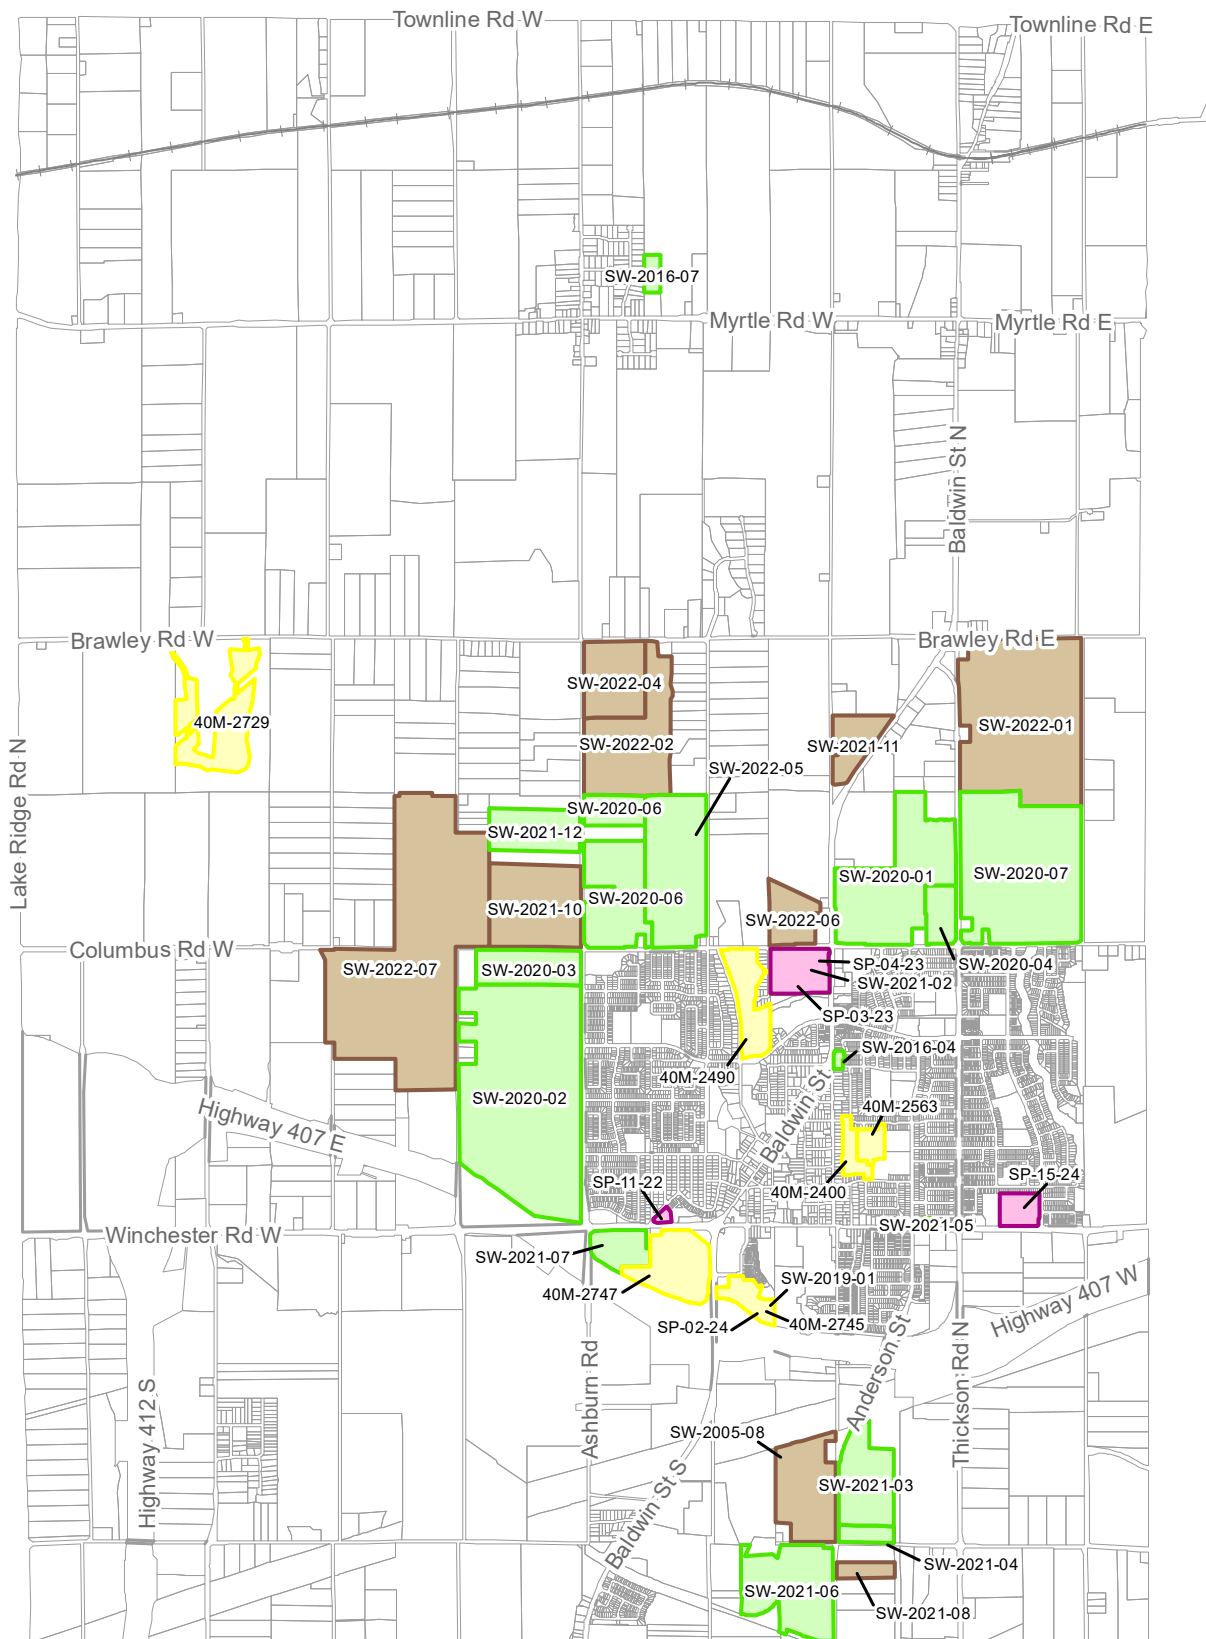 Townline Rd W
Townline Rd E
SW-2016-07
Myrtle Rd W
Myrtle Rd E
Baldwin St N
Brawley Rd W
Brawley Rd E
SW-2022-04
40M-2729
SW-2022-01
SW-2022-02
SW-2021-11
SW-2022-05
Lake Ridge Rd N
SW-2020-06
SW-2021-12
SW-2020-01
SW-2020-07
SW-2020-06
SW-2021-10
SW-2022-06
Columbus Rd W
SW-2022-07
SW-2020-03
SP-04-23
SW-2020-04
SW-2021-02
SP-03-23
SW-2016-04
40M-2490
SW-2020-02
Baldwin St
40M-2563
Highway 407 E
SP-11-22
40M-2400
SP-15-24
SW-2021-05
Winchester Rd W
SW-2021-07
SW-2019-01
40M-2747
SP-02-24
40M-2745
Highway 407 W
Highway 412 S
Ashburn Rd
Anderson St
Thickson Rd N
SW-2005-08
SW-2021-03
Baldwin St S
SW-2021-04
SW-2021-06
SW-2021-08